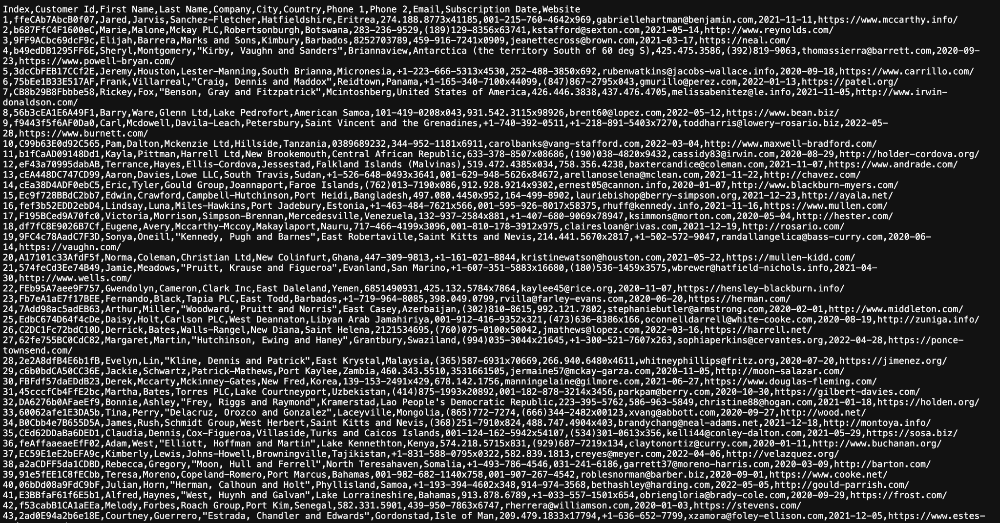 Index,Customer Id,First Name,Last Name,Company,City,Country,Phone 1,Phone 2,Email,Subscription Date,Website
1,ffeCAb7AbcB0f07,Jared,Jarvis,Sanchez-Fletcher,Hatfieldshire,Eritrea,274.188.8773x41185,001-215-760-4642x969,gabriellehartman@benjamin.com,2021-11-11,https://www.mccarthy.info/
2,b687FfC4F1600eC,Marie,Malone,Mckay PLC,Robertsonburgh,Botswana,283-236-9529,(189)129-8356x63741,kstafford@sexton.com,2021-05-14,http://www.reynolds.com/
3,9FF9ACbc69dcF9c,Elijah,Barrera,Marks and Sons,Kimbury,Barbados,8252703789,459-916-7241x0909,jeanettecross@brown.com,2021-03-17,https://neal.com/
4,b49edDB1295FF6E,Sheryl,Montgomery,"Kirby, Vaughn and Sanders",Briannaview,Antarctica (the territory South of 60 deg S),425.475.3586,(392)819-9063,thomassierra@barrett.com,2020-09-
23,https://www.powell-bryan.com/
5,3dcCbFEB17CCf2E,Jeremy,Houston,Lester-Manning,South Brianna,Micronesia,+1-223-666-5313x4530,252-488-3850x692,rubenwatkins@jacobs-wallace.info,2020-09-18,https://www.carrillo.com/
6,75bEe1B33E517AF,Frank,Villarreal,"Craig, Dennis and Maddox",Reidtown,Panama,+1-165-340-7100x44099,(847)867-2795x043,gmurillo@perez.com,2022-01-13,https://patel.org/
7,CB8b29B8Fbbbe58,Rickey,Fox,"Benson, Gray and Fitzpatrick",Mcintoshberg,United States of America,426.446.3838,437.476.4705,melissabenitez@le.info,2021-11-05,http://www.irwin-
donaldson.com/
8,56b3cEA1E6A49F1,Barry,Ware,Glenn Ltd,Lake Pedrofort,American Samoa,101-419-0208x043,931.542.3115x98926,brent60@lopez.com,2022-05-12,https://www.bean.biz/
9,f9443f5f6AF0Da0,Carl,Mcdowell,Davila-Leach,Petersbury,Saint Vincent and the Grenadines,+1-740-392-0511,+1-218-891-5403x7270,toddharris@lowery-rosario.biz,2022-05-
28,https://www.burnett.com/
10,C99b63E0d92C565,Pam,Dalton,Mckenzie Ltd,Hillside,Tanzania,0389689232,344-952-1181x6911,carolbanks@vang-stafford.com,2022-03-04,http://www.maxwell-bradford.com/
11,b1fCaAD09148Dd1,Kayla,Pittman,Harrell Ltd,New Brookemouth,Central African Republic,633-378-8507x08686,(190)038-4820x9432,cassidy83@irwin.com,2020-08-29,http://holder-cordova.org/
12,eF43a70995dabAB,Terrance,Hayes,Ellis-Cordova,Jessestad,Falkland Islands (Malvinas),519.472.4385x034,758.356.4238,baxtercandice@coleman.com,2021-11-07,https://www.andrade.com/
13,cEA448DC747CD99,Aaron,Davies,Lowe LLC,South Travis,Sudan,+1-526-648-0493x3641,001-629-948-5626x84672,arellanoselena@mclean.com,2021-11-22,http://chavez.com/
14,cEa38D4ADF0ebC5,Eric,Tyler,Gould Group,Joannaport,Faroe Islands,(762)013-7190x086,912.928.9214x9302,ernest05@cannon.info,2020-01-07,http://www.blackburn-myers.com/
15,Ec9f728BBdC2bb7,Edwin,Crawford,Campbell-Hutchinson,Port Heidi,Bangladesh,497.080.4450x952,164-499-8902,lauriebishop@berry-simpson.org,2021-12-23,http://ayala.net/
16,fef3b52EDD2ebD4,Lindsay,Luna,Miles-Hawkins,Port Jadebury,Estonia,+1-463-484-7621x566,001-595-926-8017x58375,rhuff@kennedy.info,2021-11-16,https://www.mullen.com/
17,F195BCed9A70fc0,Victoria,Morrison,Simpson-Brennan,Mercedesville,Venezuela,132-937-2584x881,+1-407-680-9069x78947,ksimmons@morton.com,2020-05-04,http://hester.com/
18,df7fC8E9026B7Cf,Eugene,Avery,Mccarthy-Mccoy,Makaylaport,Nauru,717-466-4199x3096,001-810-178-3912x975,clairesloan@rivas.com,2021-12-19,http://rosario.com/
19,9FC4c78AadC7F3D,Sonya,Oneill,"Kennedy, Pugh and Barnes",East Robertaville,Saint Kitts and Nevis,214.441.5670x2817,+1-502-572-9047,randallangelica@bass-curry.com,2020-06-
14,https://vaughn.com/
20,A17101c33AfdF5f,Norma,Coleman,Christian Ltd,New Colinfurt,Ghana,447-309-9813,+1-161-021-8844,kristinewatson@houston.com,2021-05-22,https://mullen-kidd.com/
21,574feCd3Ee74B49,Jamie,Meadows,"Pruitt, Krause and Figueroa",Evanland,San Marino,+1-607-351-5883x16680,(180)536-1459x3575,wbrewer@hatfield-nichols.info,2021-04-
30,http://www.wells.com/
22,FEb95A7aee9F757,Gwendolyn,Cameron,Clark Inc,East Daleland,Yemen,6851490931,425.132.5784x7864,kaylee45@rice.org,2020-11-07,https://hensley-blackburn.info/
23,Fb7eA1aE7f17BEE,Fernando,Black,Tapia PLC,East Todd,Barbados,+1-719-964-8085,398.049.0799,rvilla@farley-evans.com,2020-06-20,https://herman.com/
24,7Add98ac5adEB63,Arthur,Miller,"Woodward, Pruitt and Norris",East Casey,Azerbaijan,(302)810-8615,992.121.7802,stephaniebutler@armstrong.com,2020-02-01,http://www.middleton.com/
25,EdbC674D64f4cDe,Daisy,Holt,Carlson PLC,West Deannaton,Libyan Arab Jamahiriya,001-912-416-9352x321,(473)636-8386x166,oconnelldarrell@white-cooke.com,2020-08-19,http://zuniga.info/
26,C2DC1Fc72bdC10D,Derrick,Bates,Walls-Rangel,New Diana,Saint Helena,2121534695,(760)075-0100x50042,jmathews@lopez.com,2022-03-16,https://harrell.net/
27,62fe755BC0CdC82,Margaret,Martin,"Hutchinson, Ewing and Haney",Grantbury,Swaziland,(994)035-3044x21645,+1-300-521-7607x263,sophiaperkins@cervantes.org,2022-04-28,https://ponce-
townsend.com/
28,2e2A8dfB4E6b1fB,Evelyn,Lin,"Kline, Dennis and Patrick",East Krystal,Malaysia,(365)587-6931x70669,266.940.6480x4611,whitneyphillips@fritz.org,2020-07-20,https://jimenez.org/
29,c6b0bdCA50CC36E,Jackie,Schwartz,Patrick-Mathews,Port Kaylee,Zambia,460.343.5510,3531661505,jermaine57@mckay-garza.com,2020-11-05,http://moon-salazar.com/
30,FBFdf57daEDdB23,Derek,Mccarty,Mckinney-Gates,New Fred,Korea,139-153-2491x429,678.142.1756,manningelaine@gilmore.com,2021-06-27,https://www.douglas-fleming.com/
31,45cccfCb4FfE2bc,Martha,Bates,Torres PLC,Lake Courtneyport,Uzbekistan,(414)875-1993x20892,001-182-878-3214x3456,parkpam@berry.com,2020-10-30,https://gilbert-davies.com/
32,DA6276b0AFaeEf9,Bonnie,Ashley,"Frey, Riggs and Raymond",Kramerstad,Lao People's Democratic Republic,223-395-5762,586-963-5849,christine88@hogan.com,2021-01-18,https://holden.org/
33,60062afe1E3DA5b,Tina,Perry,"Delacruz, Orozco and Gonzalez",Laceyville,Mongolia,(865)772-7274,(666)344-2482x00123,xvang@abbott.com,2020-09-27,http://wood.net/
34,B0Cbb4e7B655D5A,James,Rush,Schmidt Group,West Herbert,Saint Kitts and Nevis,(368)251-7910x824,488.747.4904x403,brandychang@neal-adams.net,2021-12-18,http://montoya.info/
35,CEd62DDaBa6DED1,Claudia,Dennis,Cox-Figueroa,Villaside,Turks and Caicos Islands,001-124-162-5942x54107,(534)301-0613x356,kelli44@conley-dalton.com,2021-05-29,https://sosa.biz/
36,feAffaaeaeEfF02,Adam,West,"Elliott, Hoffman and Martin",Lake Kennethton,Kenya,574.218.5715x831,(929)687-7219x134,claytonortiz@curry.com,2020-01-11,http://www.buchanan.org/
37,EC59E1eE2bEFA9c,Kimberly,Lewis,Johns-Howell,Browningville,Tajikistan,+1-831-588-0795x0322,582.839.1813,creyes@meyer.com,2022-04-06,http://velazquez.org/
38,a2aCDFF5da1CDBD,Rebecca,Gregory,"Moon, Hull and Ferrell",North Teresahaven,Somalia,+1-493-786-4546,031-241-6186,garrett37@moreno-harris.com,2020-03-09,http://barton.com/
39,91e5fEE1C8fECbb,Teresa,Moreno,Copeland-Romero,Port Marcus,Bahamas,001-982-682-1140x758,001-907-267-4542,roblesnorman@barber.biz,2020-09-01,https://www.cooke.net/
40,06bDd08a9FdC9bF,Julian,Horn,"Herman, Calhoun and Holt",Phyllisland,Samoa,+1-193-394-4602x348,914-974-3568,bethashley@harding.com,2022-05-05,http://gould-parrish.com/
41,E3BBfaF61f6E5b1,Alfred,Haynes,"West, Huynh and Galvan",Lake Lorraineshire,Bahamas,913.878.6789,+1-033-557-1501x654,obriengloria@brady-cole.com,2020-09-29,https://frost.com/
42,f53cabB1CA1aEEa,Melody,Forbes,Roach Group,Port Kim,Senegal,582.331.5901,439-950-7863x6747,rherrera@williamson.com,2020-01-03,https://stevens.com/
43,2ad0E94a2b6e18E,Courtney,Guerrero,"Estrada, Chandler and Edwards",Gordonstad,Isle of Man,209.479.1833x17794,+1-636-652-7799,xzamora@foley-ellison.com,2021-12-05,https://www.estes-